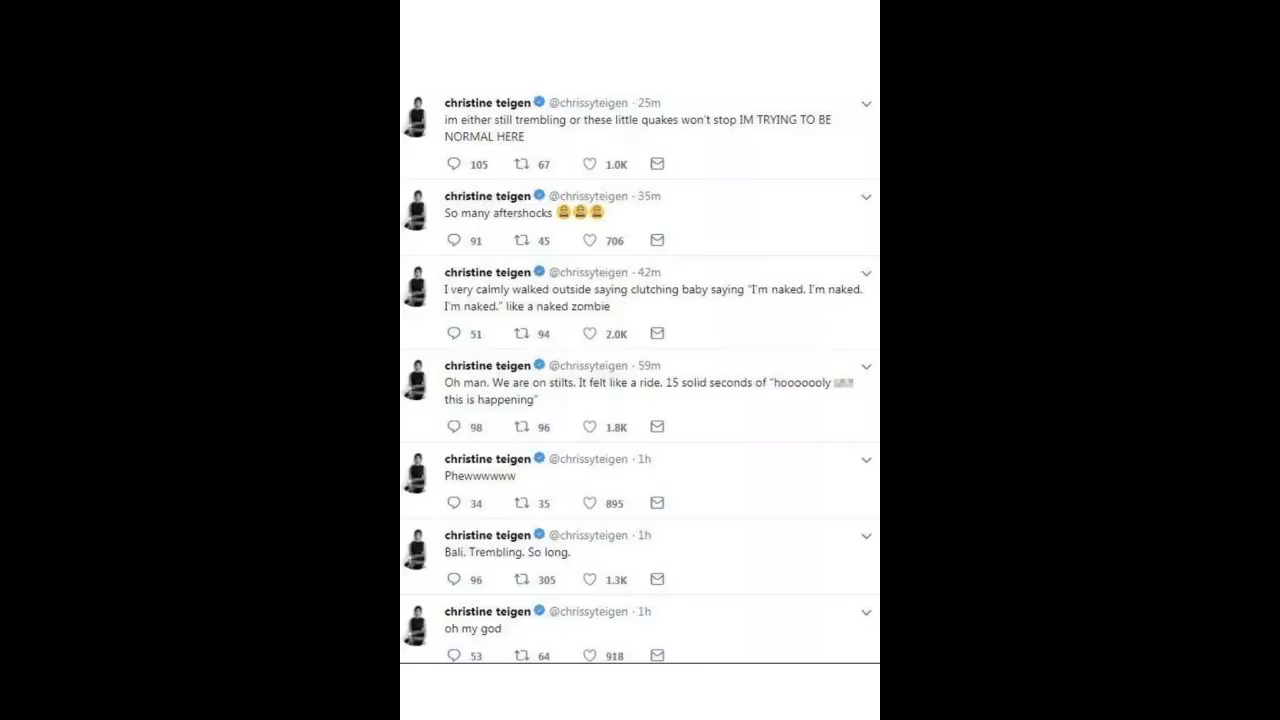 christine teigen @chrissyteigen · 25m
im either still trembling or these little quakes won't stop IM TRYING TO BE
NORMAL HERE
105 67 1.0K
christine teigen @chrissyteigen · 35m
So many aftershocks 😩😩😩
91 45 706
christine teigen @chrissyteigen · 42m
I very calmly walked outside saying clutching baby saying "I'm naked. I'm naked.
I'm naked." like a naked zombie
51 94 2.0K
christine teigen @chrissyteigen · 59m
Oh man. We are on stilts. It felt like a ride. 15 solid seconds of "hooooooly
this is happening"
98 96 1.8K
christine teigen @chrissyteigen · 1h
Phewwwwww
34 35 895
christine teigen @chrissyteigen · 1h
Bali. Trembling. So long.
96 305 1.3K
christine teigen @chrissyteigen · 1h
oh my god
53 64 918